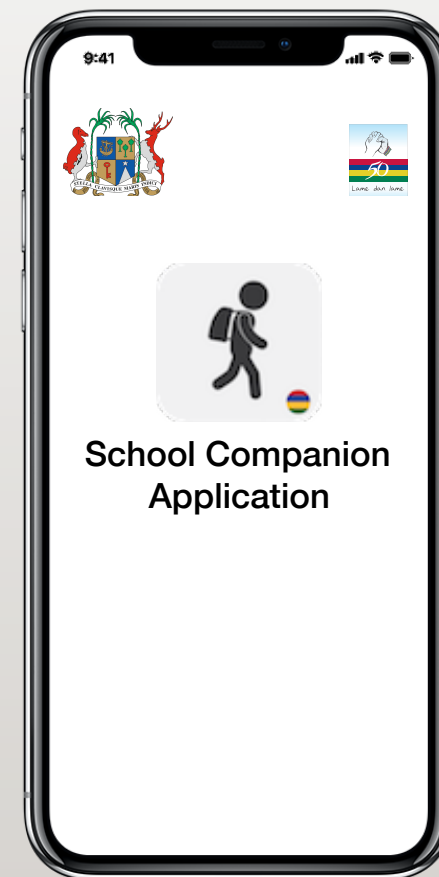 9:41
STELLA CLAVISQUE MARIS INDICI
50
Lame dan lame
School Companion
Application